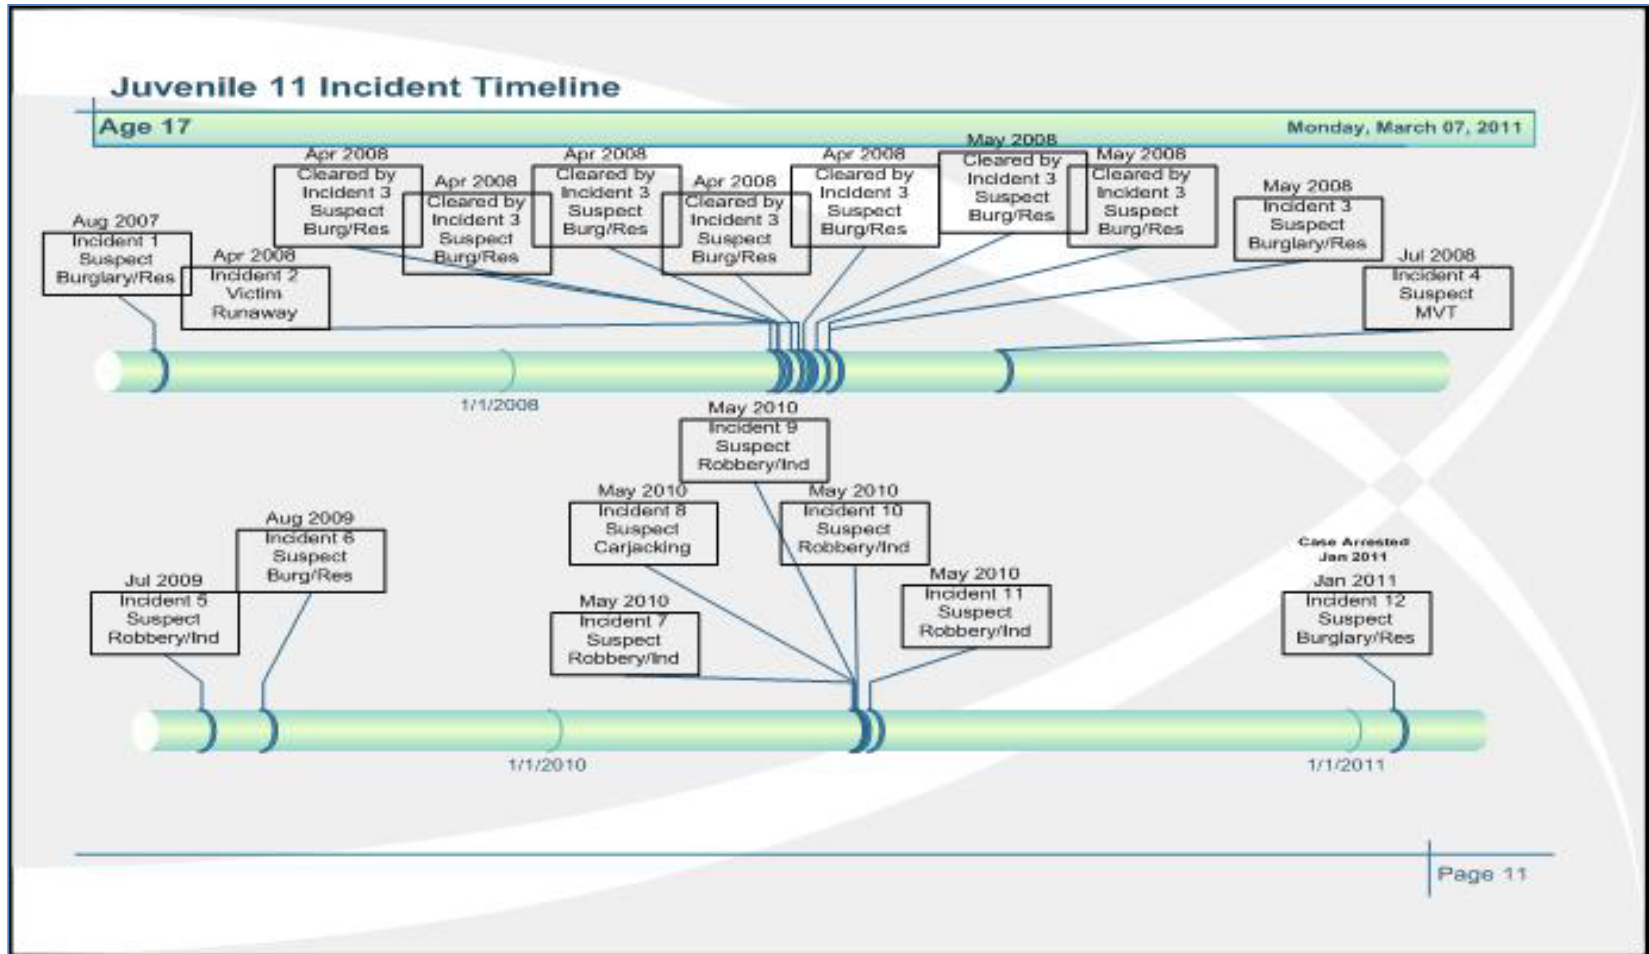 Juvenile 11 Incident Timeline
Age 17
Monday, March 07, 2011
Aug 2007
Incident 1
Suspect
Burglary/Res
Apr 2008
Incident 2
Victim
Runaway
Apr 2008
Cleared by
Incident 3
Suspect
Burg/Res
Apr 2008
Cleared by
Incident 3
Suspect
Burg/Res
Apr 2008
Cleared by
Incident 3
Suspect
Burg/Res
Apr 2008
Cleared by
Incident 3
Suspect
Burg/Res
Apr 2008
Cleared by
Incident 3
Suspect
Burg/Res
May 2008
Cleared by
Incident 3
Suspect
Burg/Res
May 2008
Cleared by
Incident 3
Suspect
Burg/Res
May 2008
Incident 3
Suspect
Burglary/Res
Jul 2008
Incident 4
Suspect
MVT
1/1/2008
Jul 2009
Incident 5
Suspect
Robbery/Ind
Aug 2009
Incident 6
Suspect
Burg/Res
May 2010
Incident 7
Suspect
Robbery/Ind
May 2010
Incident 8
Suspect
Carjacking
May 2010
Incident 9
Suspect
Robbery/Ind
May 2010
Incident 10
Suspect
Robbery/Ind
May 2010
Incident 11
Suspect
Robbery/Ind
Case Arrested
Jan 2011
Jan 2011
Incident 12
Suspect
Burglary/Res
1/1/2010
1/1/2011
Page 11